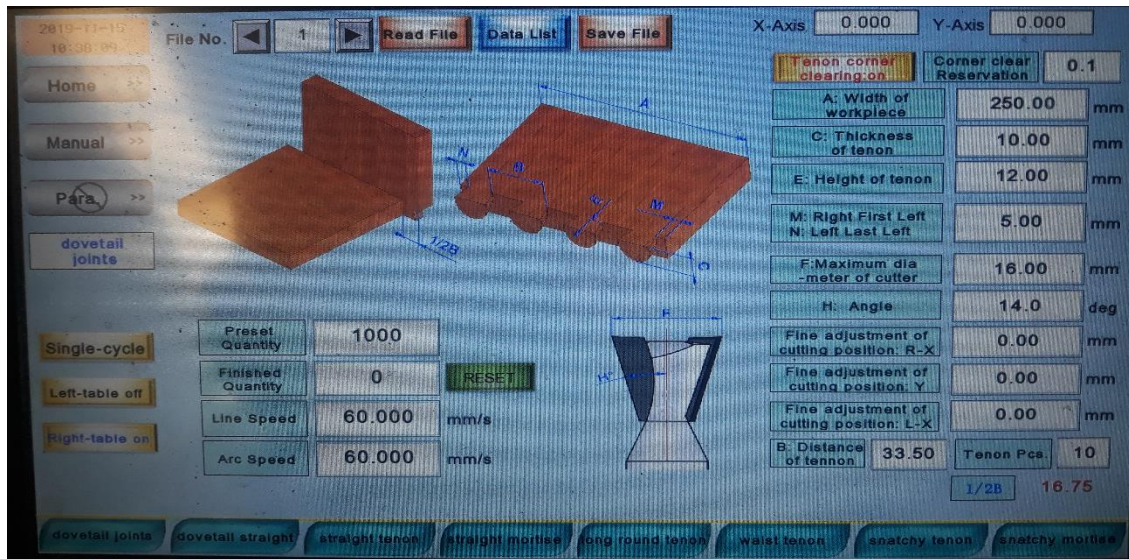 2019-11-15
10:38:09
File No.
1
Read File
Data List
Save File
X-Axis
0.000
Y-Axis
0.000
Home >>
Manual >>
Para. >>
dovetail
joints
A
N
B
E
M
C
1/2B
Tenon corner
clearing:on
Corner clear
Reservation
0.1
A: Width of
workpiece
250.00
mm
C: Thickness
of tenon
10.00
mm
E: Height of tenon
12.00
mm
M: Right First Left
N: Left Last Left
5.00
mm
F:Maximum dia
-meter of cutter
16.00
mm
H: Angle
14.0
deg
Fine adjustment of
cutting position: R-X
0.00
mm
Fine adjustment of
cutting position: Y
0.00
mm
Fine adjustment of
cutting position: L-X
0.00
mm
B: Distance
of tennon
33.50
Tenon Pcs.
10
1/2B
16.75
Single-cycle
Left-table off
Right-table on
Preset
Quantity
1000
Finished
Quantity
0
RESET
Line Speed
60.000
mm/s
Arc Speed
60.000
mm/s
F
H°
dovetail joints
dovetail straight
straight tenon
straight mortise
long round tenon
waist tenon
snatchy tenon
snatchy mortise